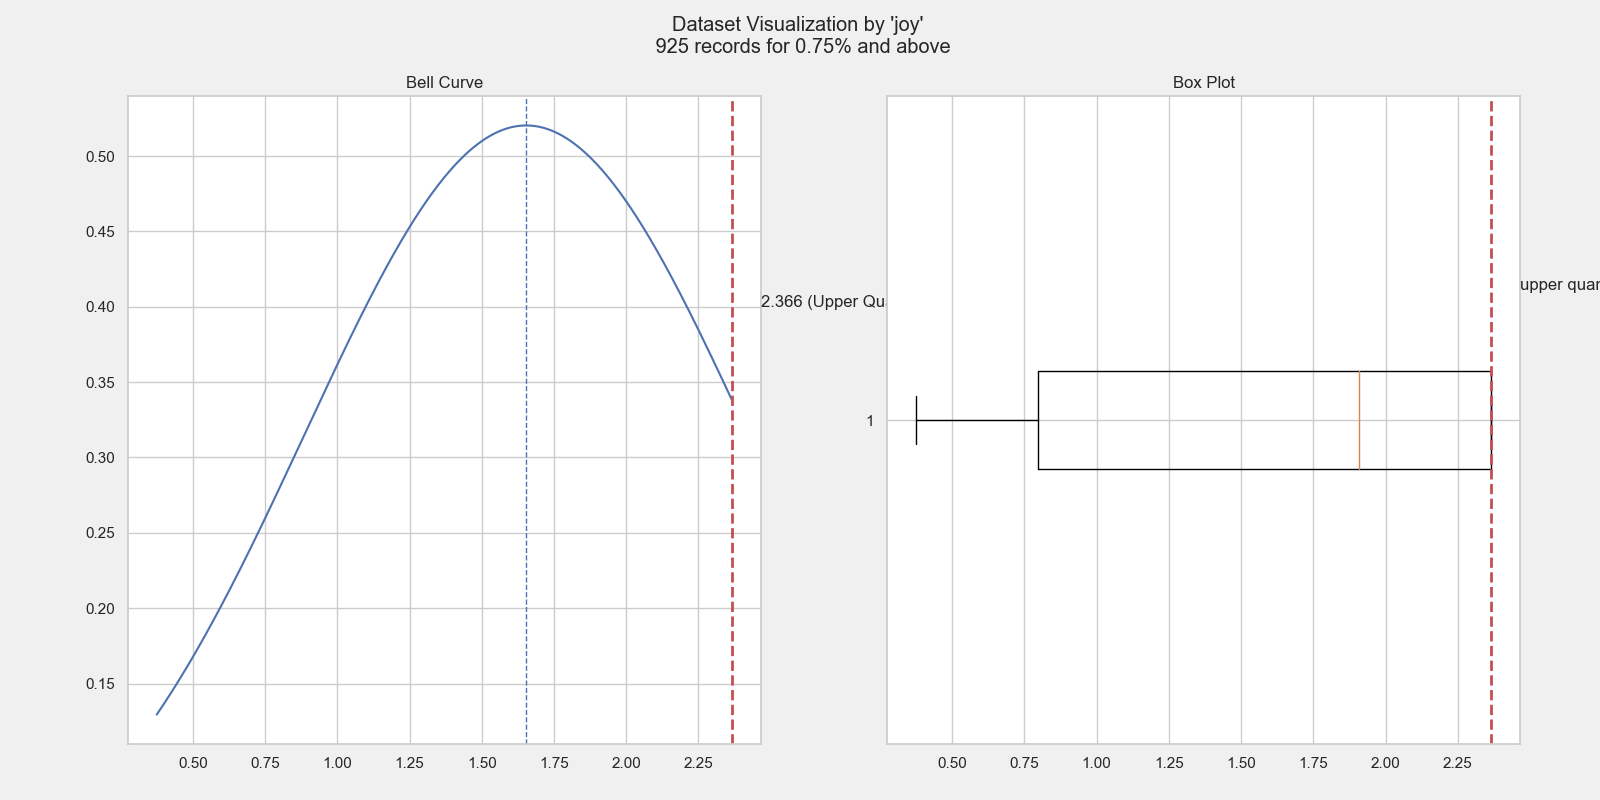 Dataset Visualization by 'joy'
925 records for 0.75% and above
Bell Curve
0.50
0.45
0.40
0.35
0.30
0.25
0.20
0.15
0.50 0.75 1.00 1.25 1.50 1.75 2.00 2.25
2.366 (Upper Qu
Box Plot
upper quar
1
0.50 0.75 1.00 1.25 1.50 1.75 2.00 2.25